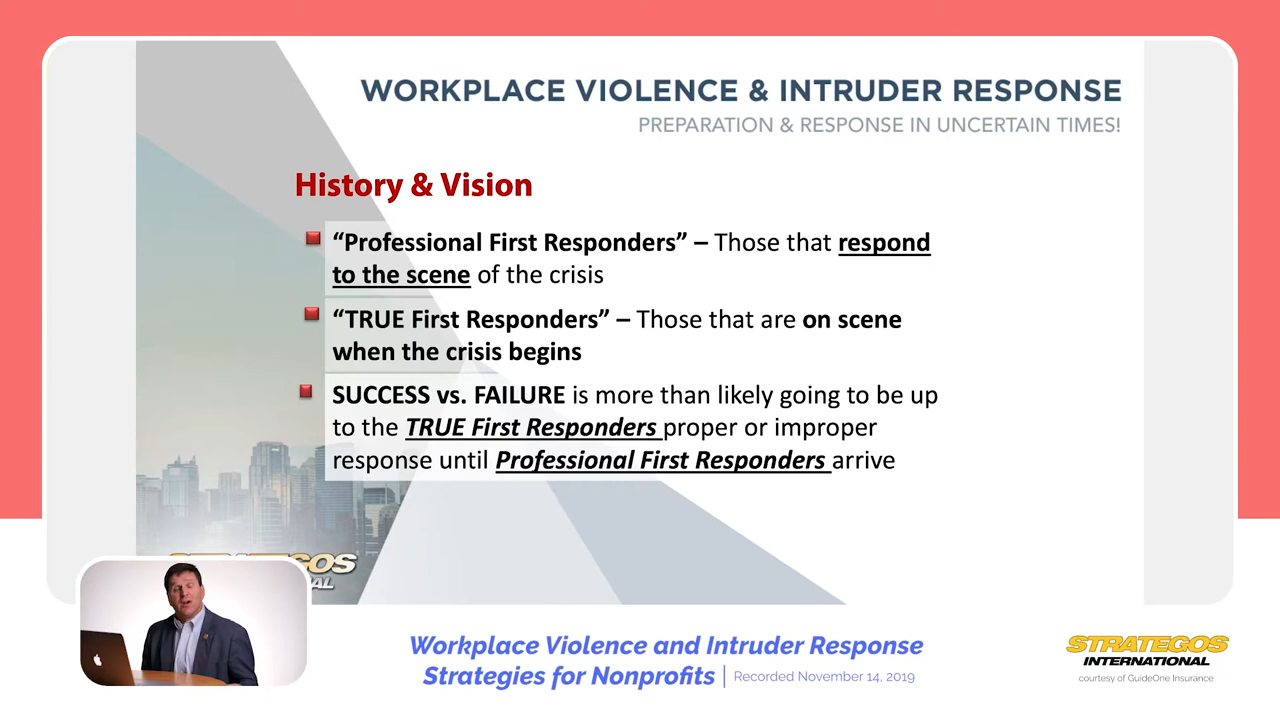 WORKPLACE VIOLENCE & INTRUDER RESPONSE
PREPARATION & RESPONSE IN UNCERTAIN TIMES!
History & Vision
“Professional First Responders” – Those that respond
to the scene of the crisis
“TRUE First Responders” – Those that are on scene
when the crisis begins
SUCCESS vs. FAILURE is more than likely going to be up
to the TRUE First Responders proper or improper
response until Professional First Responders arrive
Workplace Violence and Intruder Response
Strategies for Nonprofits | Recorded November 14, 2019
STRATEGOS
INTERNATIONAL
courtesy of GuideOne Insurance